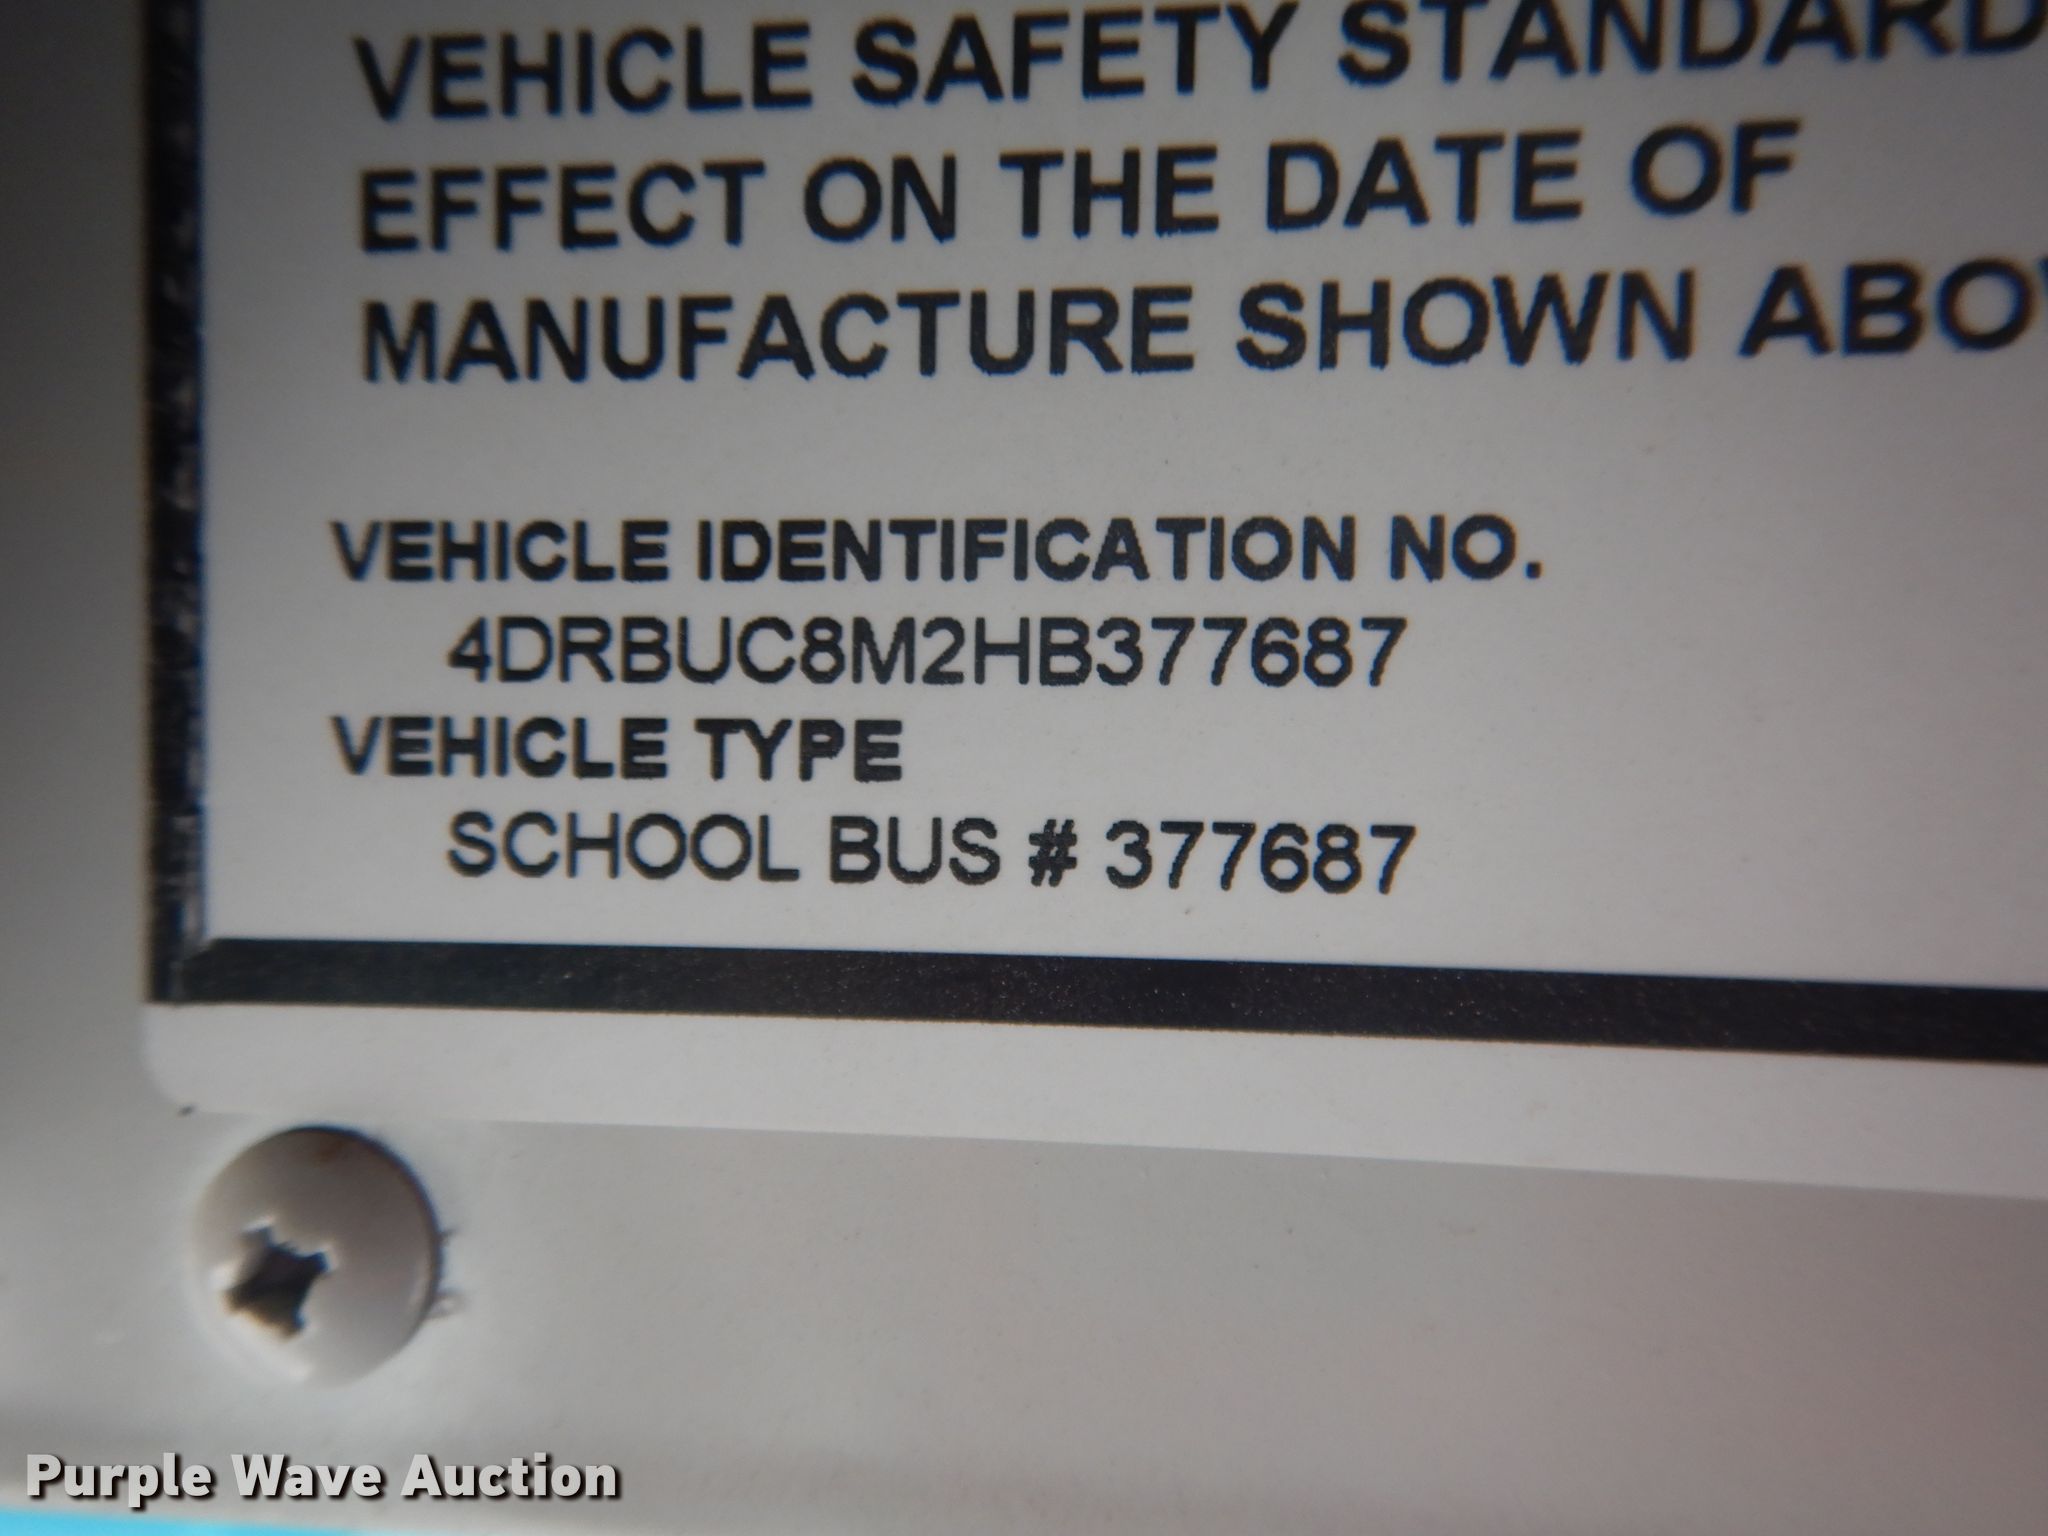 VEHICLE SAFETY STANDARD
EFFECT ON THE DATE OF
MANUFACTURE SHOWN ABO
VEHICLE IDENTIFICATION NO.
4DRBUC8M2HB377687
VEHICLE TYPE
SCHOOL BUS # 377687
Purple Wave Auction